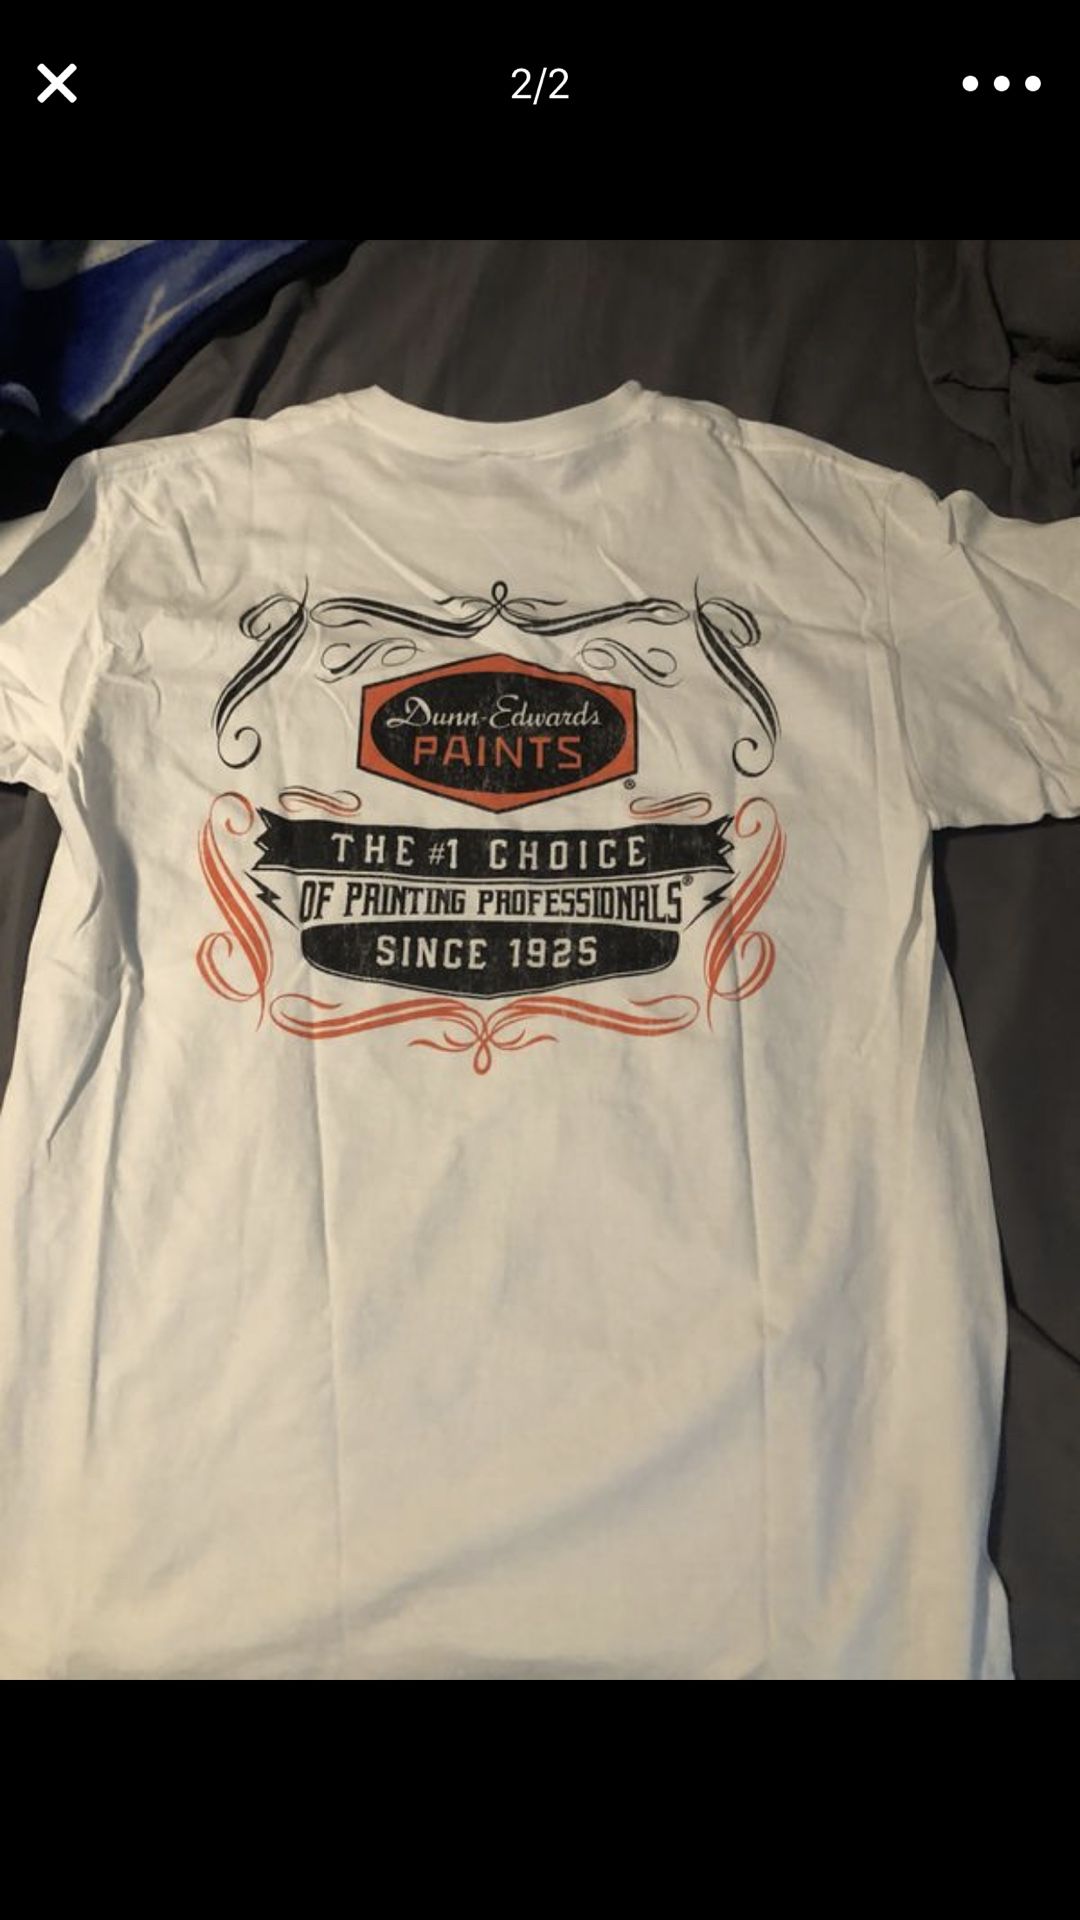 2/2
Dunn-Edwards
PAINTS
®
THE #1 CHOICE
OF PAINTING PROFESSIONALS®
SINCE 1925